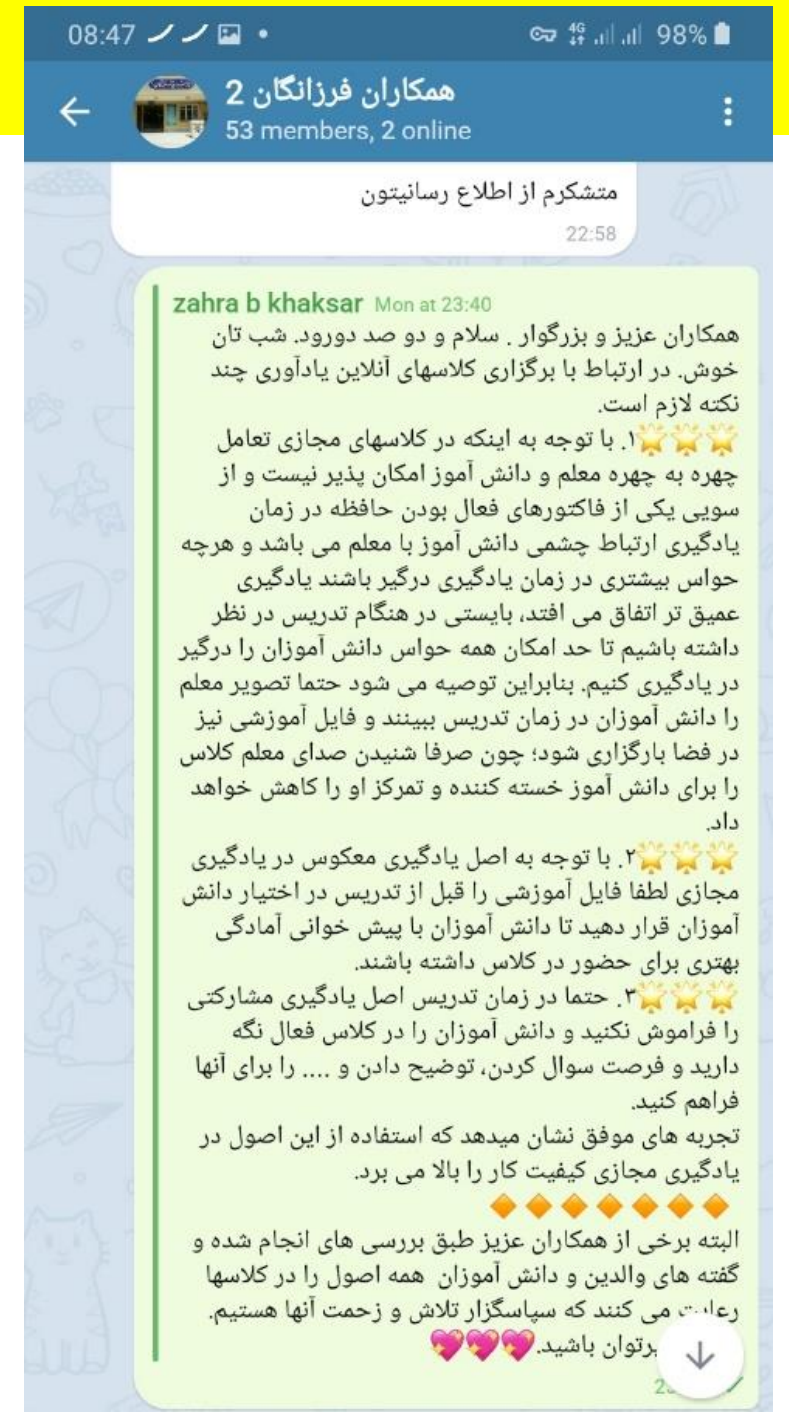 08:47
4G 98%
همکاران فرزانگان 2
53 members, 2 online
متشکرم از اطلاع رسانیتون
22:58
zahra b khaksar Mon at 23:40
همکاران عزیز و بزرگوار . سلام و دو صد دورود. شب تان
خوش. در ارتباط با برگزاری کلاسهای آنلاین یادآوری چند
نکته لازم است.
🌟🌟🌟۱. با توجه به اینکه در کلاسهای مجازی تعامل
چهره به چهره معلم و دانش آموز امکان پذیر نیست و از
سویی یکی از فاکتورهای فعال بودن حافظه در زمان
یادگیری ارتباط چشمی دانش آموز با معلم می باشد و هرچه
حواس بیشتری در زمان یادگیری درگیر باشند یادگیری
عمیق تر اتفاق می افتد، بایستی در هنگام تدریس در نظر
داشته باشیم تا حد امکان همه حواس دانش آموزان را درگیر
در یادگیری کنیم. بنابراین توصیه می شود حتما تصویر معلم
را دانش آموزان در زمان تدریس ببینند و فایل آموزشی نیز
در فضا بارگزاری شود؛ چون صرفا شنیدن صدای معلم کلاس
را برای دانش آموز خسته کننده و تمرکز او را کاهش خواهد
داد.
🌟🌟🌟۲. با توجه به اصل یادگیری معکوس در یادگیری
مجازی لطفا فایل آموزشی را قبل از تدریس در اختیار دانش
آموزان قرار دهید تا دانش آموزان با پیش خوانی آمادگی
بهتری برای حضور در کلاس داشته باشند.
🌟🌟🌟۳. حتما در زمان تدریس اصل یادگیری مشارکتی
را فراموش نکنید و دانش آموزان را در کلاس فعال نگه
دارید و فرصت سوال کردن، توضیح دادن و .... را برای آنها
فراهم کنید.
تجربه های موفق نشان میدهد که استفاده از این اصول در
یادگیری مجازی کیفیت کار را بالا می برد.
🔶🔶🔶🔶🔶🔶🔶
البته برخی از همکاران عزیز طبق بررسی های انجام شده و
گفته های والدین و دانش آموزان همه اصول را در کلاسها
رعایت می کنند که سپاسگزار تلاش و زحمت آنها هستیم.
باشید.💖💖💖